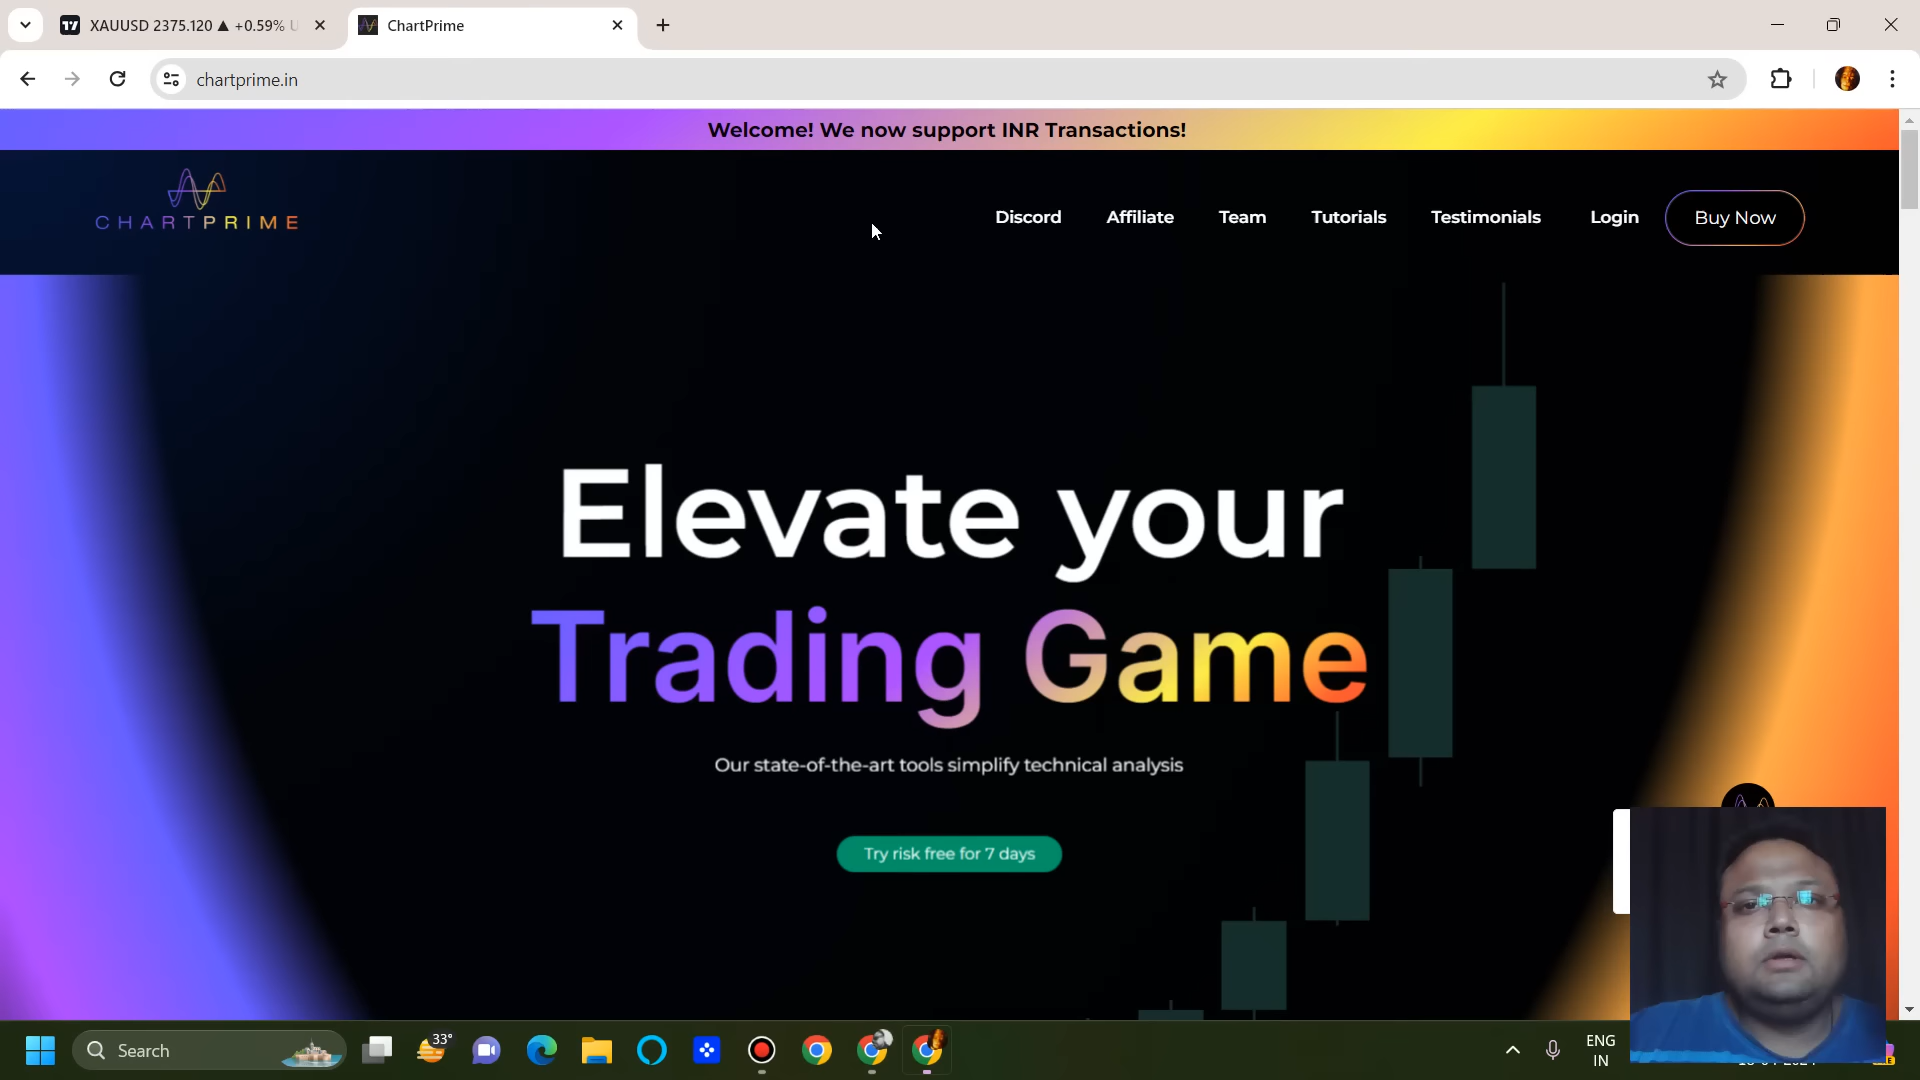 XAUUSD 2375.120 ▲ +0.59%
ChartPrime
chartprime.in
Welcome! We now support INR Transactions!
CHARTPRIME
Discord
Affiliate
Team
Tutorials
Testimonials
Login
Buy Now
Elevate your
Trading Game
Our state-of-the-art tools simplify technical analysis
Try risk free for 7 days
Search
33°
ENG
IN